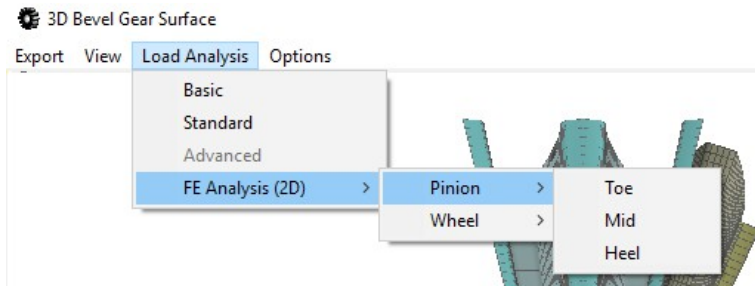 3D Bevel Gear Surface
Export View Load Analysis Options
Basic
Standard
Advanced
FE Analysis (2D) > Pinion > Toe
Wheel > Mid
Heel